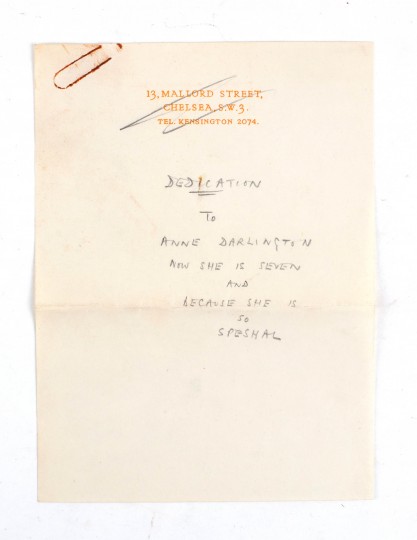 13, MALLORD STREET,
CHELSEA, S.W.3.
TEL. KENSINGTON 2074.
DEDICATION
To
ANNE DARLINGTON
NOW SHE IS SEVEN
AND
BECAUSE SHE IS
SO
SPESHAL